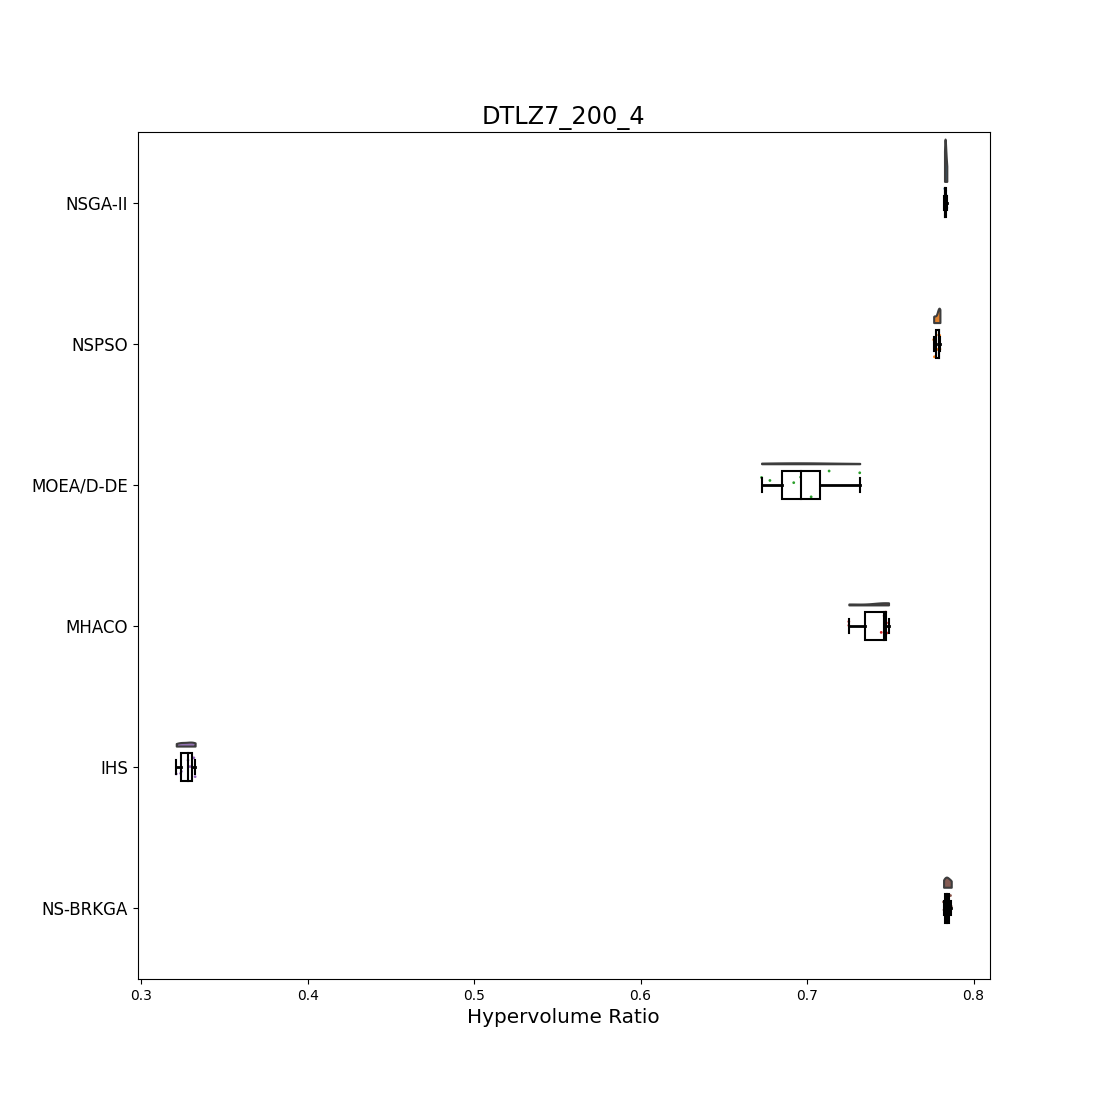 DTLZ7_200_4
NSGA-II
NSPSO
MOEA/D-DE
MHACO
IHS
NS-BRKGA
0.3 0.4 0.5 0.6 0.7 0.8
Hypervolume Ratio